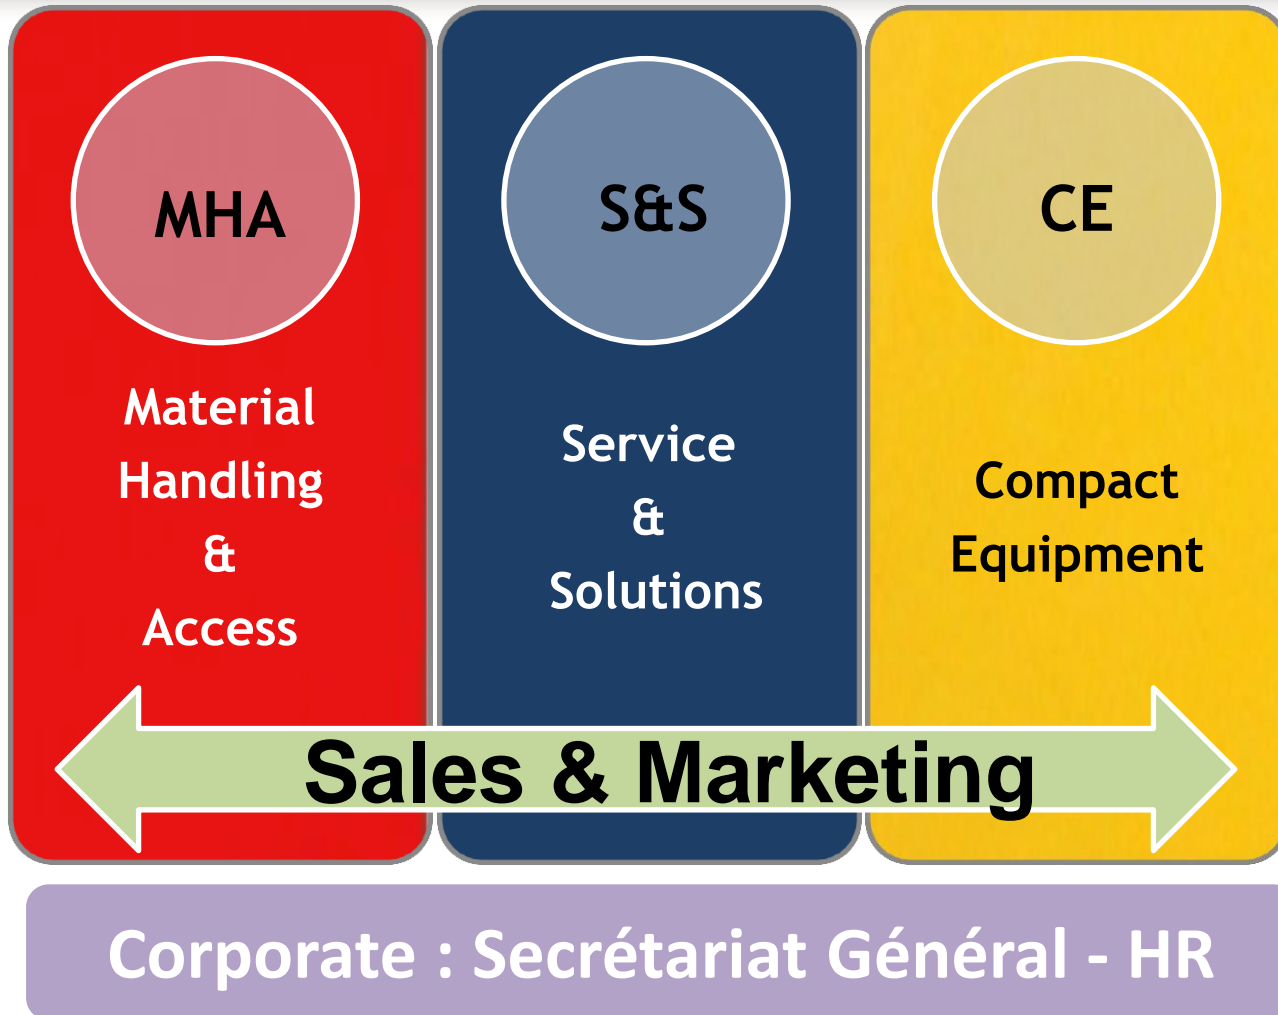 MHA
Material
Handling
&
Access
S&S
Service
&
Solutions
CE
Compact
Equipment
Sales & Marketing
Corporate : Secrétariat Général - HR